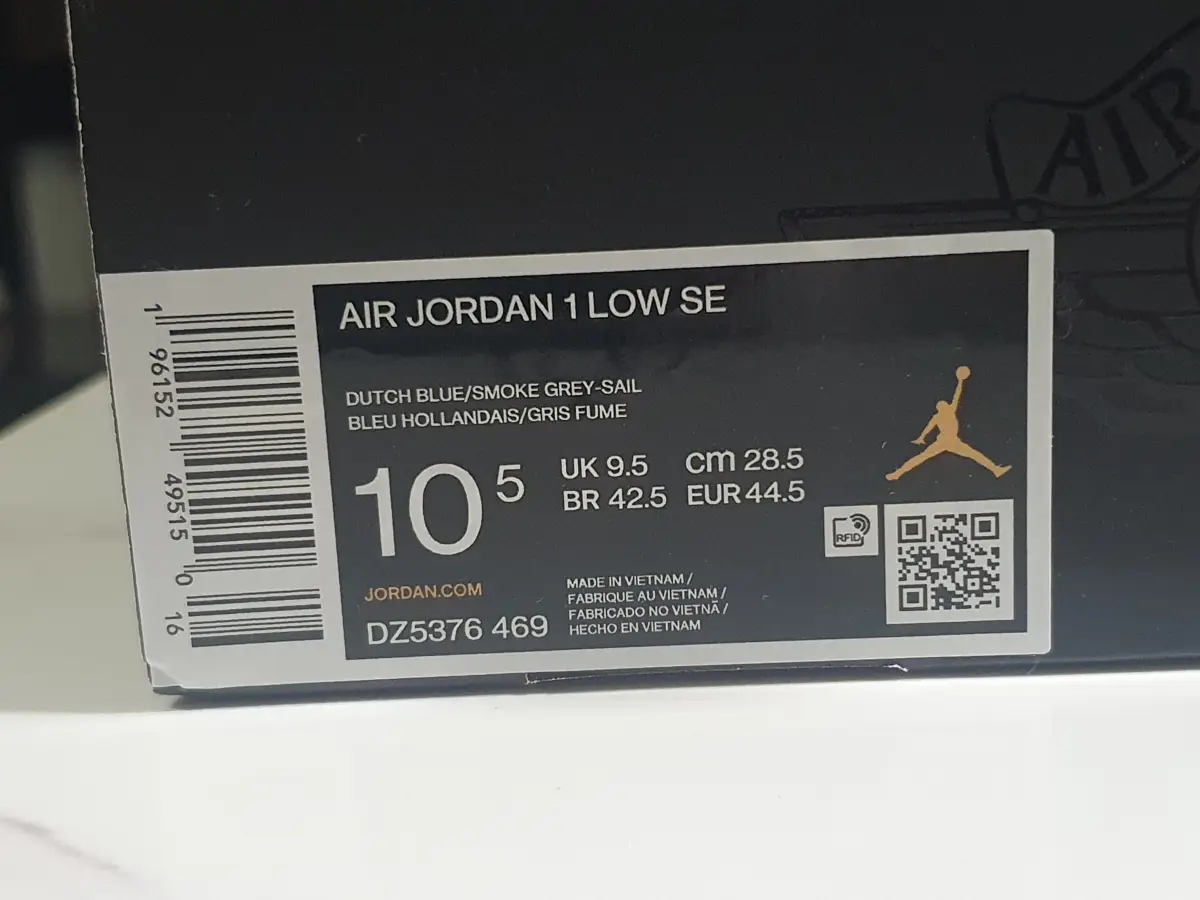 AIR
AIR JORDAN 1 LOW SE
DUTCH BLUE/SMOKE GREY-SAIL
BLEU HOLLANDAIS/GRIS FUME
10 5
UK 9.5 cm 28.5
BR 42.5 EUR 44.5
RFID
JORDAN.COM
DZ5376 469
MADE IN VIETNAM /
FABRIQUE AU VIETNAM /
FABRICADO NO VIETNÃ /
HECHO EN VIETNAM
1 96152 49515 0 16